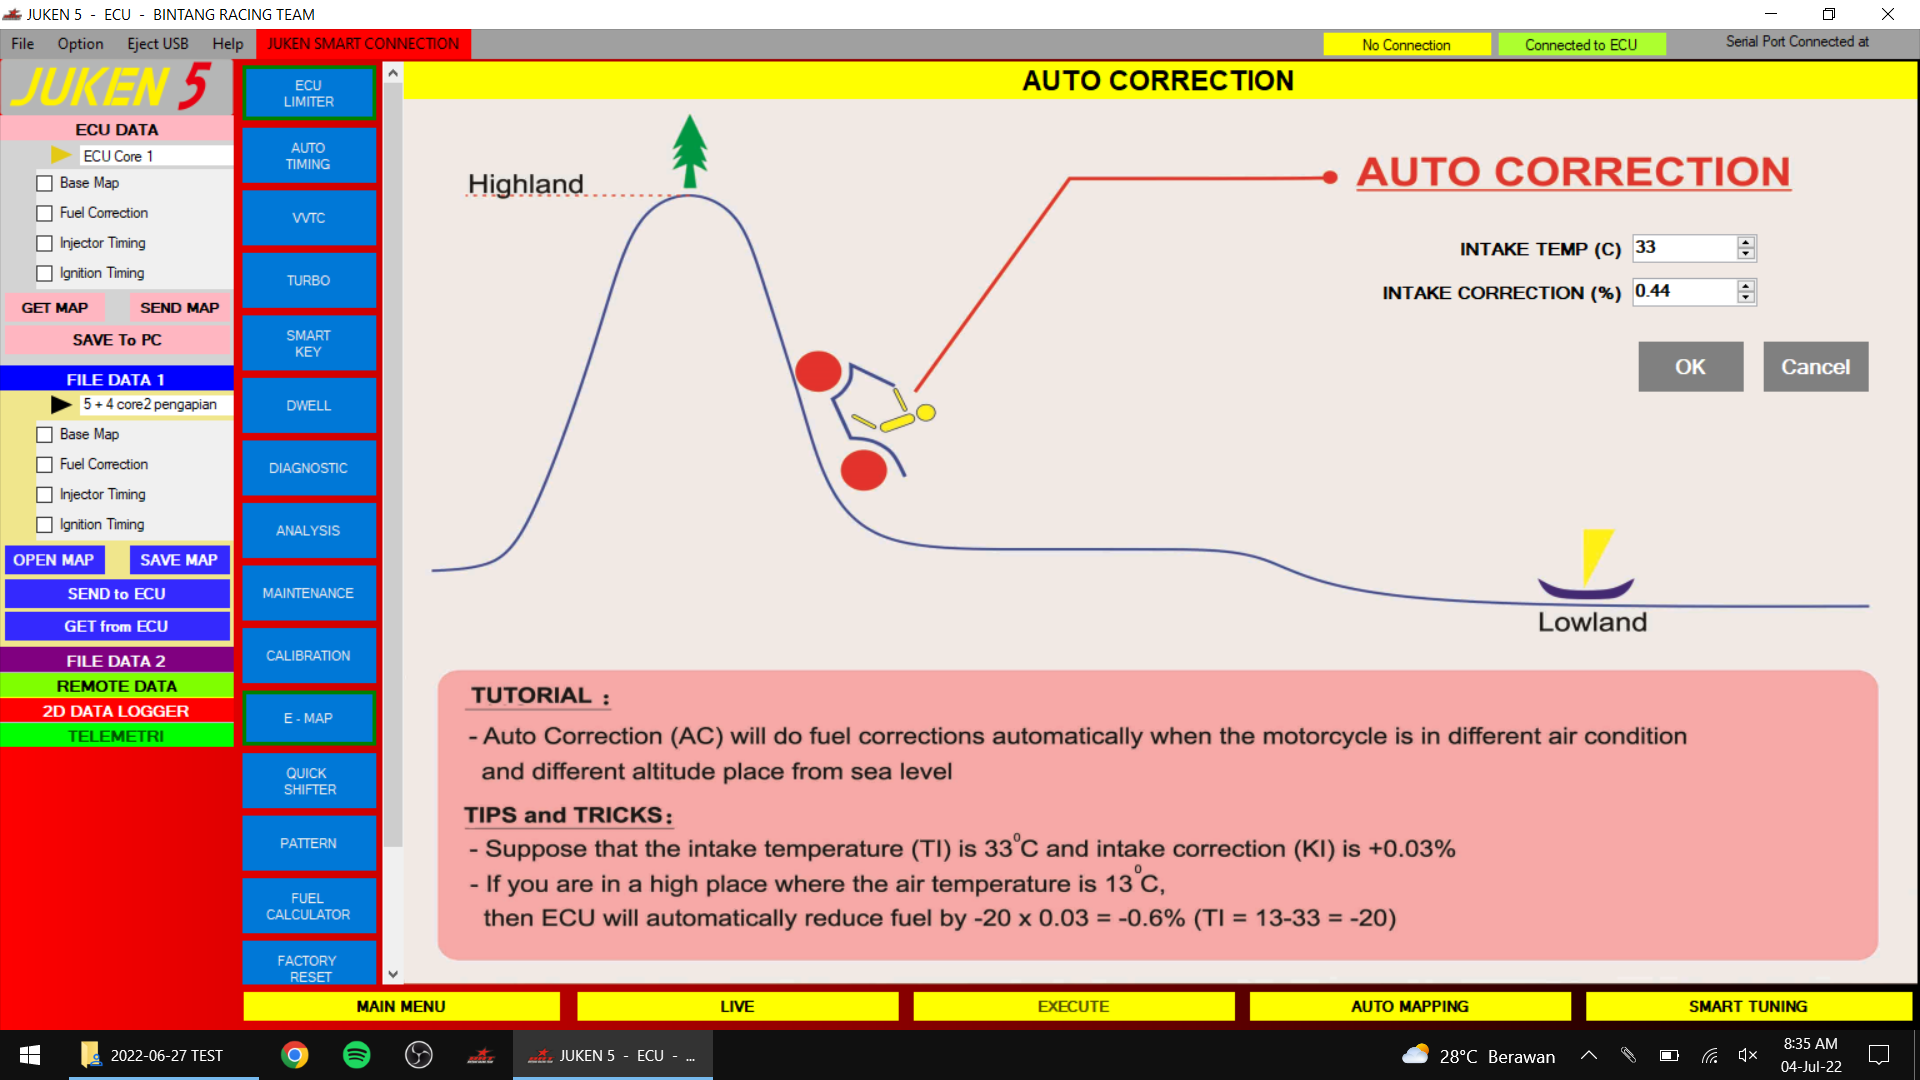 JUKEN 5 - ECU - BINTANG RACING TEAM
File Option Eject USB Help JUKEN SMART CONNECTION
No Connection
Connected to ECU
Serial Port Connected at
JUKEN 5
ECU DATA
ECU Core 1
Base Map
Fuel Correction
Injector Timing
Ignition Timing
GET MAP
SEND MAP
SAVE To PC
FILE DATA 1
5 + 4 core2 pengapian
Base Map
Fuel Correction
Injector Timing
Ignition Timing
OPEN MAP
SAVE MAP
SEND to ECU
GET from ECU
FILE DATA 2
REMOTE DATA
2D DATA LOGGER
TELEMETRI
ECU
LIMITER
AUTO
TIMING
VVTC
TURBO
SMART
KEY
DWELL
DIAGNOSTIC
ANALYSIS
MAINTENANCE
CALIBRATION
E - MAP
QUICK
SHIFTER
PATTERN
FUEL
CALCULATOR
FACTORY
RESET
AUTO CORRECTION
Highland
AUTO CORRECTION
INTAKE TEMP (C) 33
INTAKE CORRECTION (%) 0.44
OK
Cancel
Lowland
TUTORIAL :
- Auto Correction (AC) will do fuel corrections automatically when the motorcycle is in different air condition
and different altitude place from sea level
TIPS and TRICKS:
- Suppose that the intake temperature (TI) is 33⁰C and intake correction (KI) is +0.03%
- If you are in a high place where the air temperature is 13⁰C,
then ECU will automatically reduce fuel by -20 x 0.03 = -0.6% (TI = 13-33 = -20)
MAIN MENU
LIVE
EXECUTE
AUTO MAPPING
SMART TUNING
2022-06-27 TEST
JUKEN 5 - ECU - ...
28°C Berawan
8:35 AM
04-Jul-22